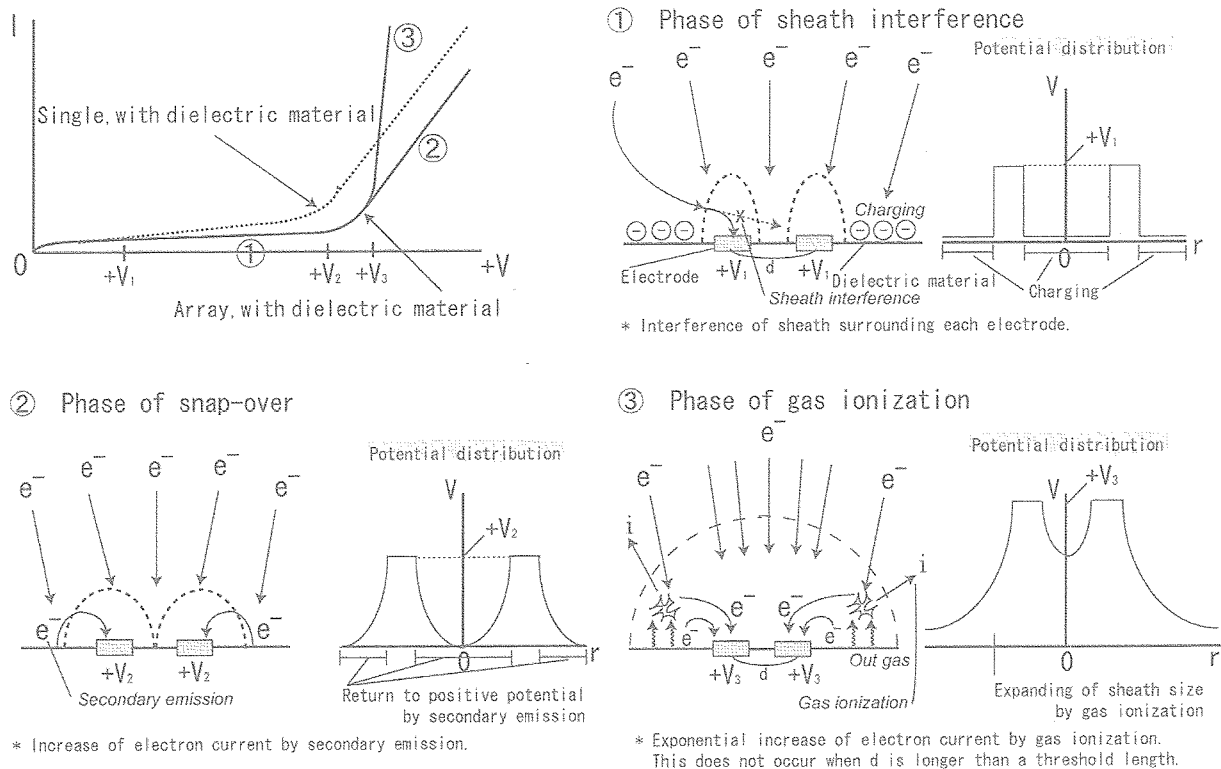 I
③
Single, with dielectric material
②
①
0
+V₁
+V₂
+V₃
+V
Array, with dielectric material
① Phase of sheath interference
Potential distribution
e⁻
e⁻
e⁻
e⁻
e⁻
V
+V₁
Charging
Electrode
+V₁
d
+V₁
Dielectric material
Sheath interference
0
r
Charging
* Interference of sheath surrounding each electrode.
② Phase of snap-over
Potential distribution
e⁻
e⁻
e⁻
e⁻
e⁻
V
+V₂
e⁻
e⁻
+V₂
+V₂
Secondary emission
0
r
Return to positive potential
by secondary emission
* Increase of electron current by secondary emission.
③ Phase of gas ionization
Potential distribution
e⁻
e⁻
e⁻
V
+V₃
i
i
e⁻
e⁻
e⁻
e⁻
+V₃
d
+V₃
Out gas
Gas ionization
0
r
Expanding of sheath size
by gas ionization
* Exponential increase of electron current by gas ionization.
This does not occur when d is longer than a threshold length.